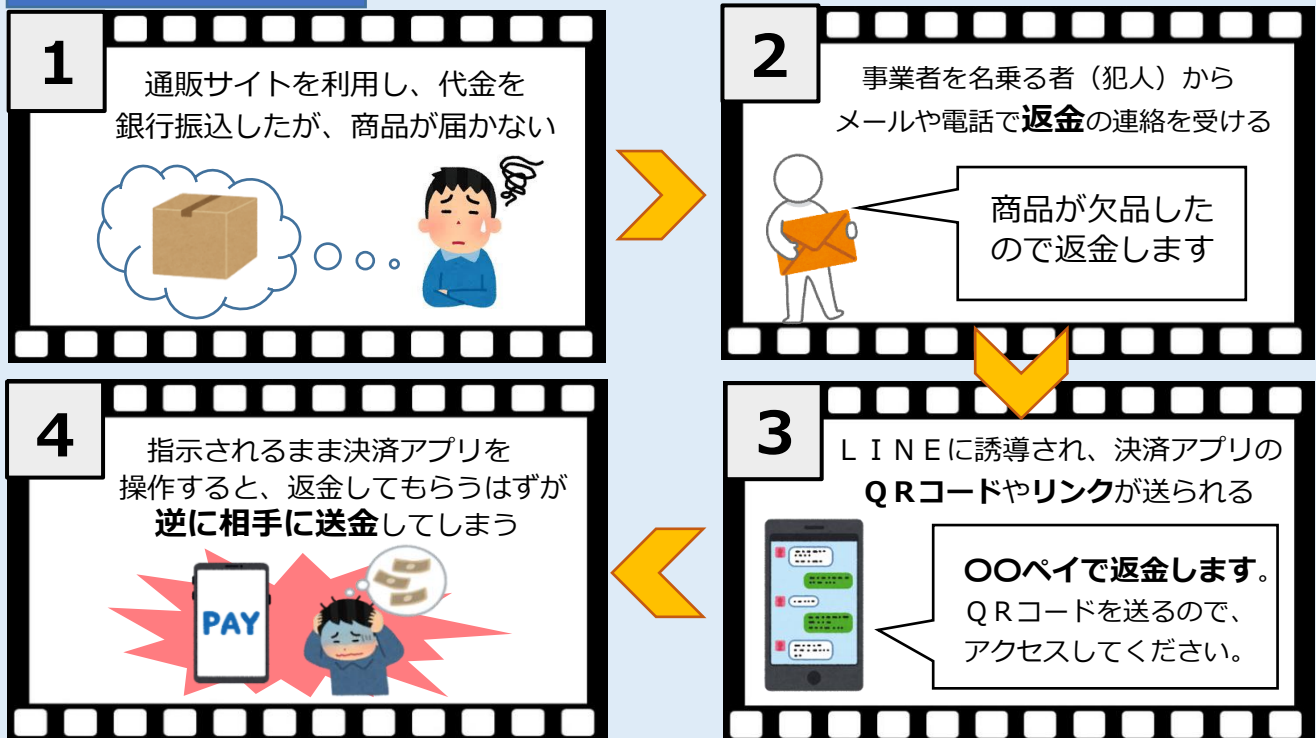 1
通販サイトを利用し、代金を
銀行振込したが、商品が届かない
2
事業者を名乗る者（犯人）から
メールや電話で返金の連絡を受ける
商品が欠品した
ので返金します
3
ＬＩＮＥに誘導され、決済アプリの
ＱＲコードやリンクが送られる
〇〇ペイで返金します。
ＱＲコードを送るので、
アクセスしてください。
4
指示されるまま決済アプリを
操作すると、返金してもらうはずが
逆に相手に送金してしまう
PAY